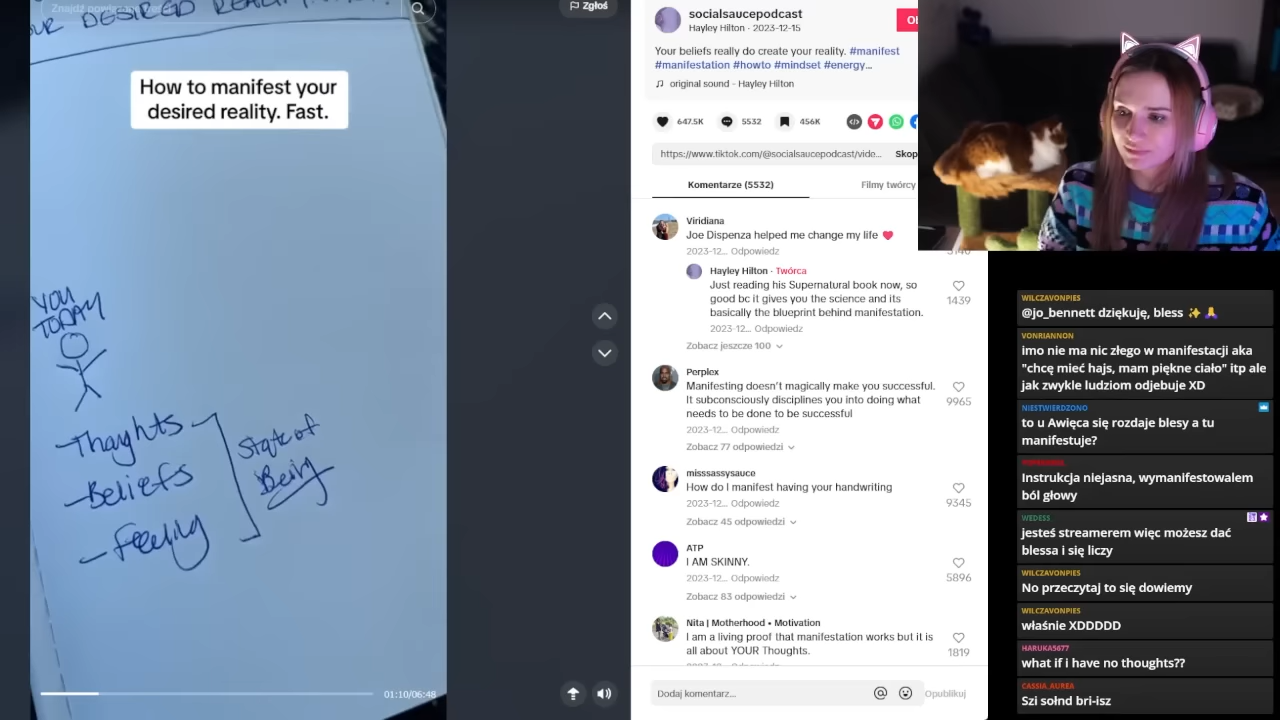 Znajdź powiązane treści
Zgłoś
UR DESIRED REALITY
How to manifest your
desired reality. Fast.
YOU
TODAY
-Thoughts
-Beliefs
-Feeling
State of
Being
01:10/06:48
socialsaucepodcast
Hayley Hilton · 2023-12-15
Your beliefs really do create your reality. #manifest
#manifestation #howto #mindset #energy...
♫ original sound - Hayley Hilton
647.5K 5532 456K
https://www.tiktok.com/@socialsaucepodcast/vide... Skop
Komentarze (5532) Filmy twórcy
Viridiana
Joe Dispenza helped me change my life ❤
2023-12... Odpowiedz
Hayley Hilton · Twórca
Just reading his Supernatural book now, so
good bc it gives you the science and its
basically the blueprint behind manifestation.
2023-12... Odpowiedz
1439
Zobacz jeszcze 100
Perplex
Manifesting doesn't magically make you successful.
It subconsciously disciplines you into doing what
needs to be done to be successful
2023-12... Odpowiedz
9965
Zobacz 77 odpowiedzi
misssassysauce
How do I manifest having your handwriting
2023-12... Odpowiedz
9345
Zobacz 45 odpowiedzi
ATP
I AM SKINNY.
2023-12... Odpowiedz
5896
Zobacz 83 odpowiedzi
Nita | Motherhood • Motivation
I am a living proof that manifestation works but it is
all about YOUR Thoughts.
1819
Dodaj komentarz... Opublikuj
WILCZAVONPIES
@jo_bennett dziękuję, bless ✨🙏
VONRIANNON
imo nie ma nic złego w manifestacji aka
"chcę mieć hajs, mam piękne ciało" itp ale
jak zwykle ludziom odjebuje XD
NIESTWIERDZONO
to u Awięca się rozdaje blesy a tu
manifestuje?
Instrukcja niejasna, wymanifestowalem
ból głowy
WEDESS
jesteś streamerem więc możesz dać
blessa i się liczy
WILCZAVONPIES
No przeczytaj to się dowiemy
WILCZAVONPIES
właśnie XDDDDD
HARUKA5677
what if i have no thoughts??
CASSIA_AUREA
Szi sołnd bri-isz